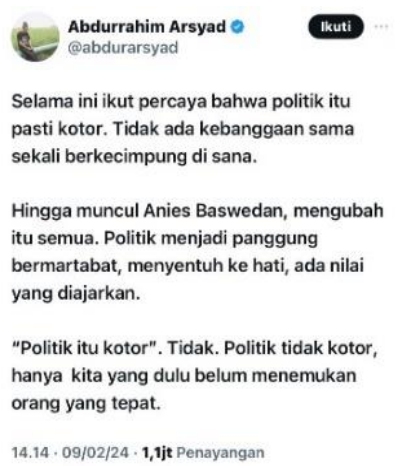 Abdurrahim Arsyad
Ikuti
@abdurarsyad
Selama ini ikut percaya bahwa politik itu
pasti kotor. Tidak ada kebanggaan sama
sekali berkecimpung di sana.
Hingga muncul Anies Baswedan, mengubah
itu semua. Politik menjadi panggung
bermartabat, menyentuh ke hati, ada nilai
yang diajarkan.
"Politik itu kotor". Tidak. Politik tidak kotor,
hanya kita yang dulu belum menemukan
orang yang tepat.
14.14 · 09/02/24 · 1,1jt Penayangan